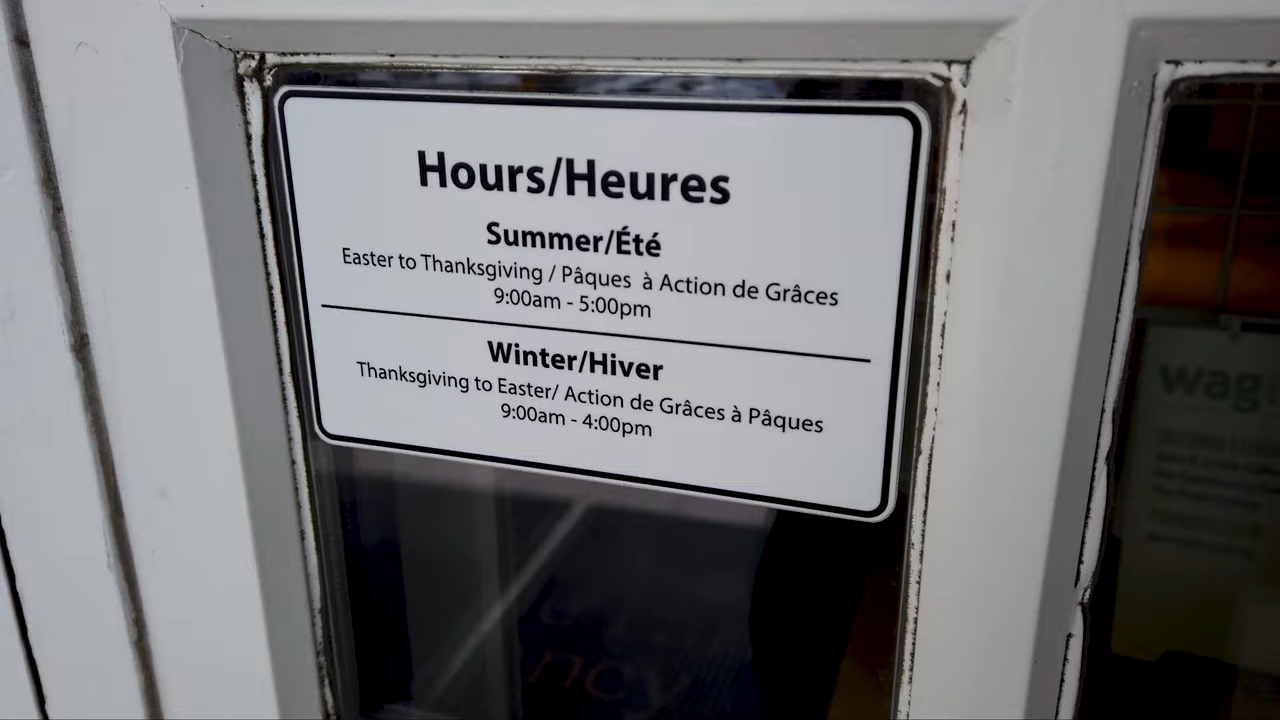 Hours/Heures
Summer/Été
Easter to Thanksgiving / Pâques à Action de Grâces
9:00am - 5:00pm
Winter/Hiver
Thanksgiving to Easter/ Action de Grâces à Pâques
9:00am - 4:00pm